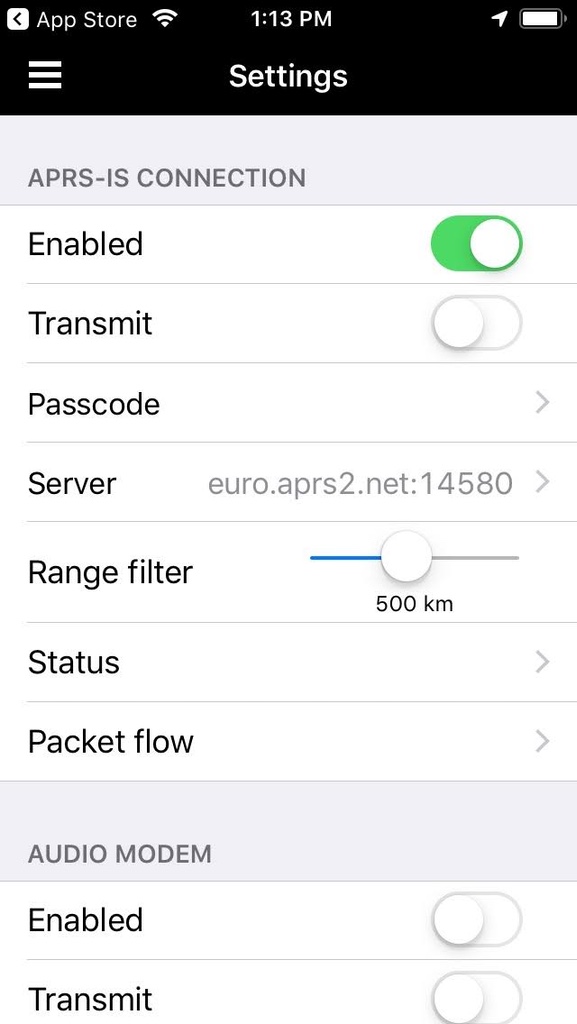 App Store 1:13 PM
Settings
APRS-IS CONNECTION
Enabled
Transmit
Passcode
Server euro.aprs2.net:14580
Range filter
500 km
Status
Packet flow
AUDIO MODEM
Enabled
Transmit